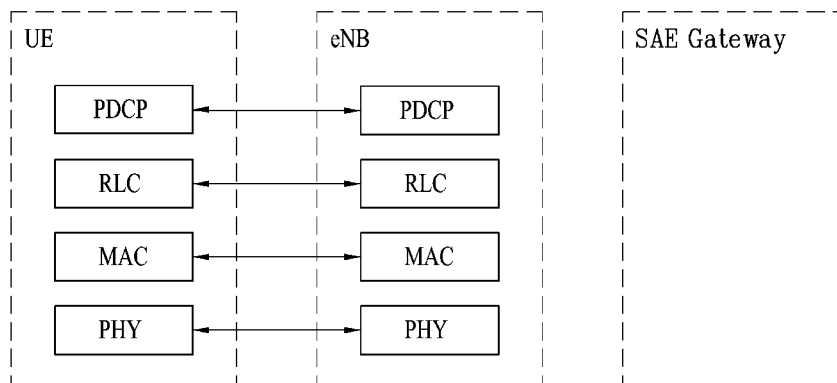 UE eNB SAE Gateway
PDCP PDCP
RLC RLC
MAC MAC
PHY PHY